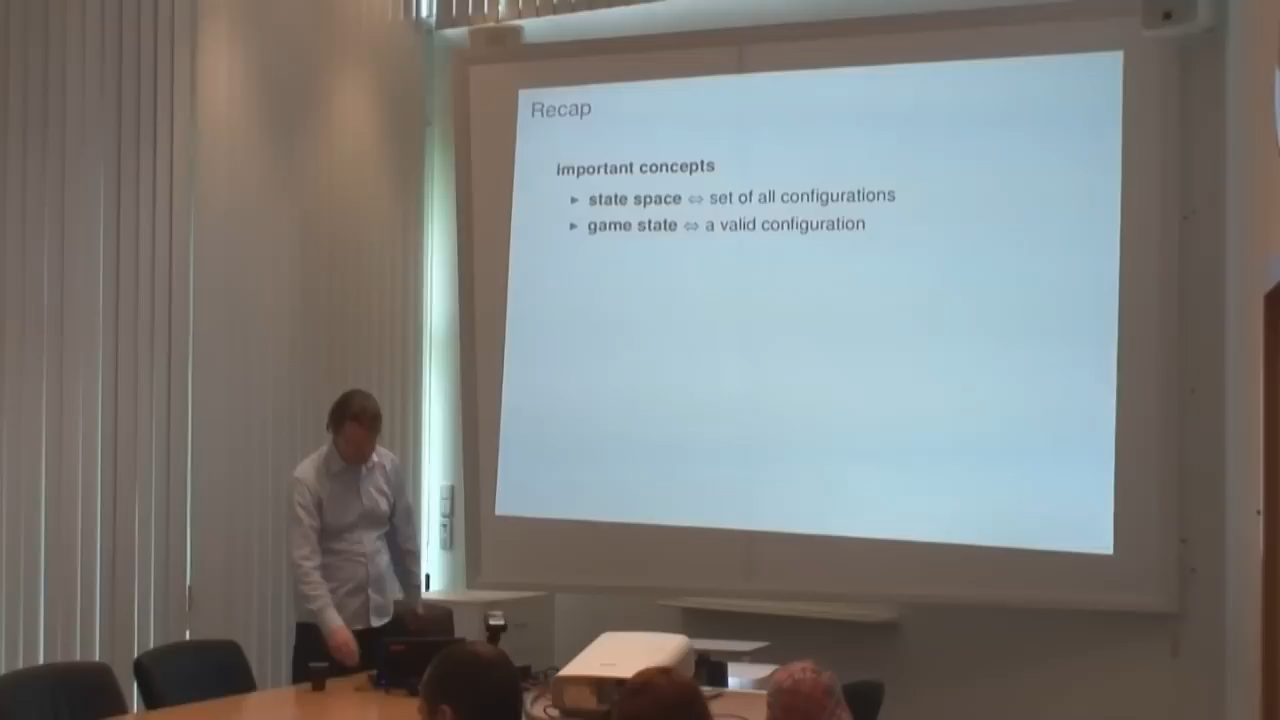 Recap
important concepts
► state space ⇔ set of all configurations
► game state ⇔ a valid configuration